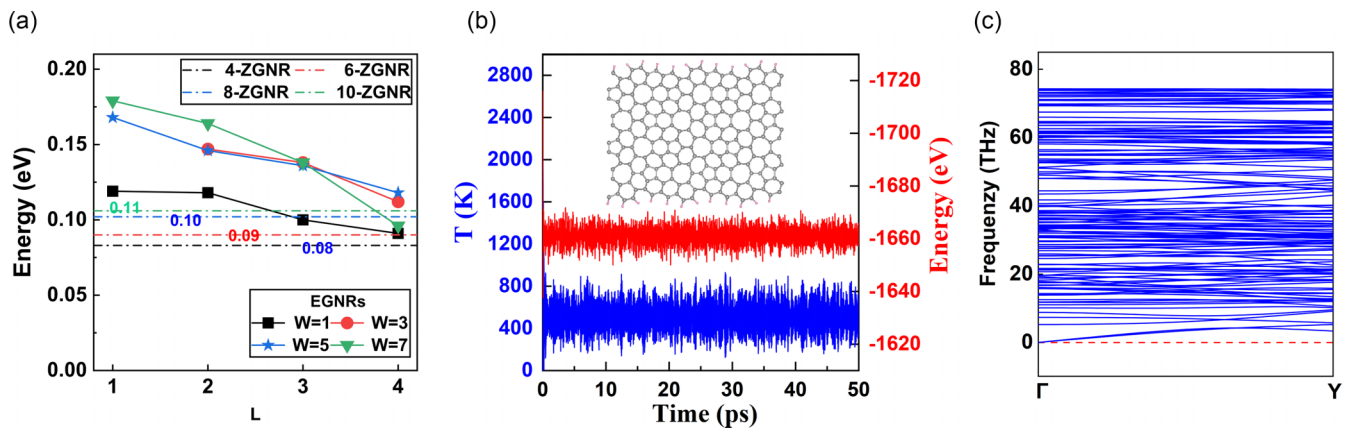 (a)
0.20
0.15
0.10
0.05
0.00
Energy (eV)
4-ZGNR
6-ZGNR
8-ZGNR
10-ZGNR
0.11
0.10
0.09
0.08
EGNRs
W=1
W=3
W=5
W=7
1
2
3
4
L
(b)
2800
2400
2000
1600
1200
800
400
0
T (K)
-1720
-1700
-1680
-1660
-1640
-1620
Energy (eV)
0
10
20
30
40
50
Time (ps)
(c)
80
60
40
20
0
Frequenzy (THz)
Γ
Y